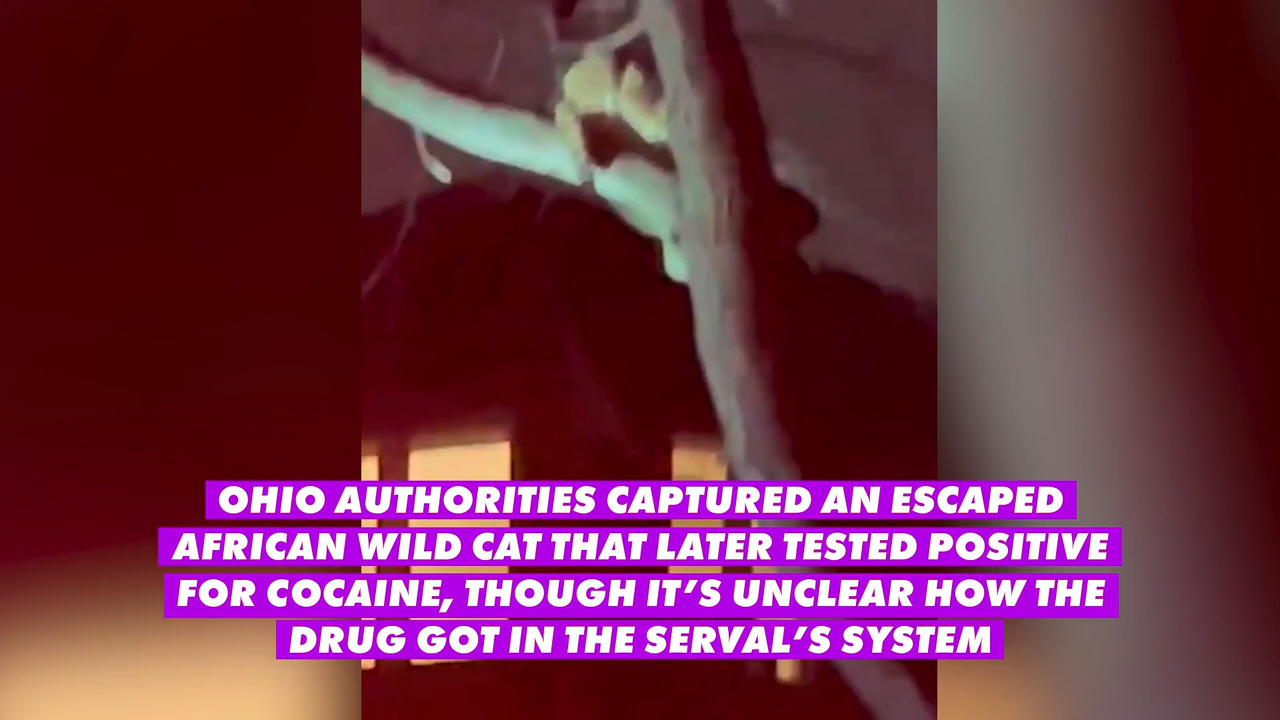 OHIO AUTHORITIES CAPTURED AN ESCAPED
AFRICAN WILD CAT THAT LATER TESTED POSITIVE
FOR COCAINE, THOUGH IT’S UNCLEAR HOW THE
DRUG GOT IN THE SERVAL’S SYSTEM